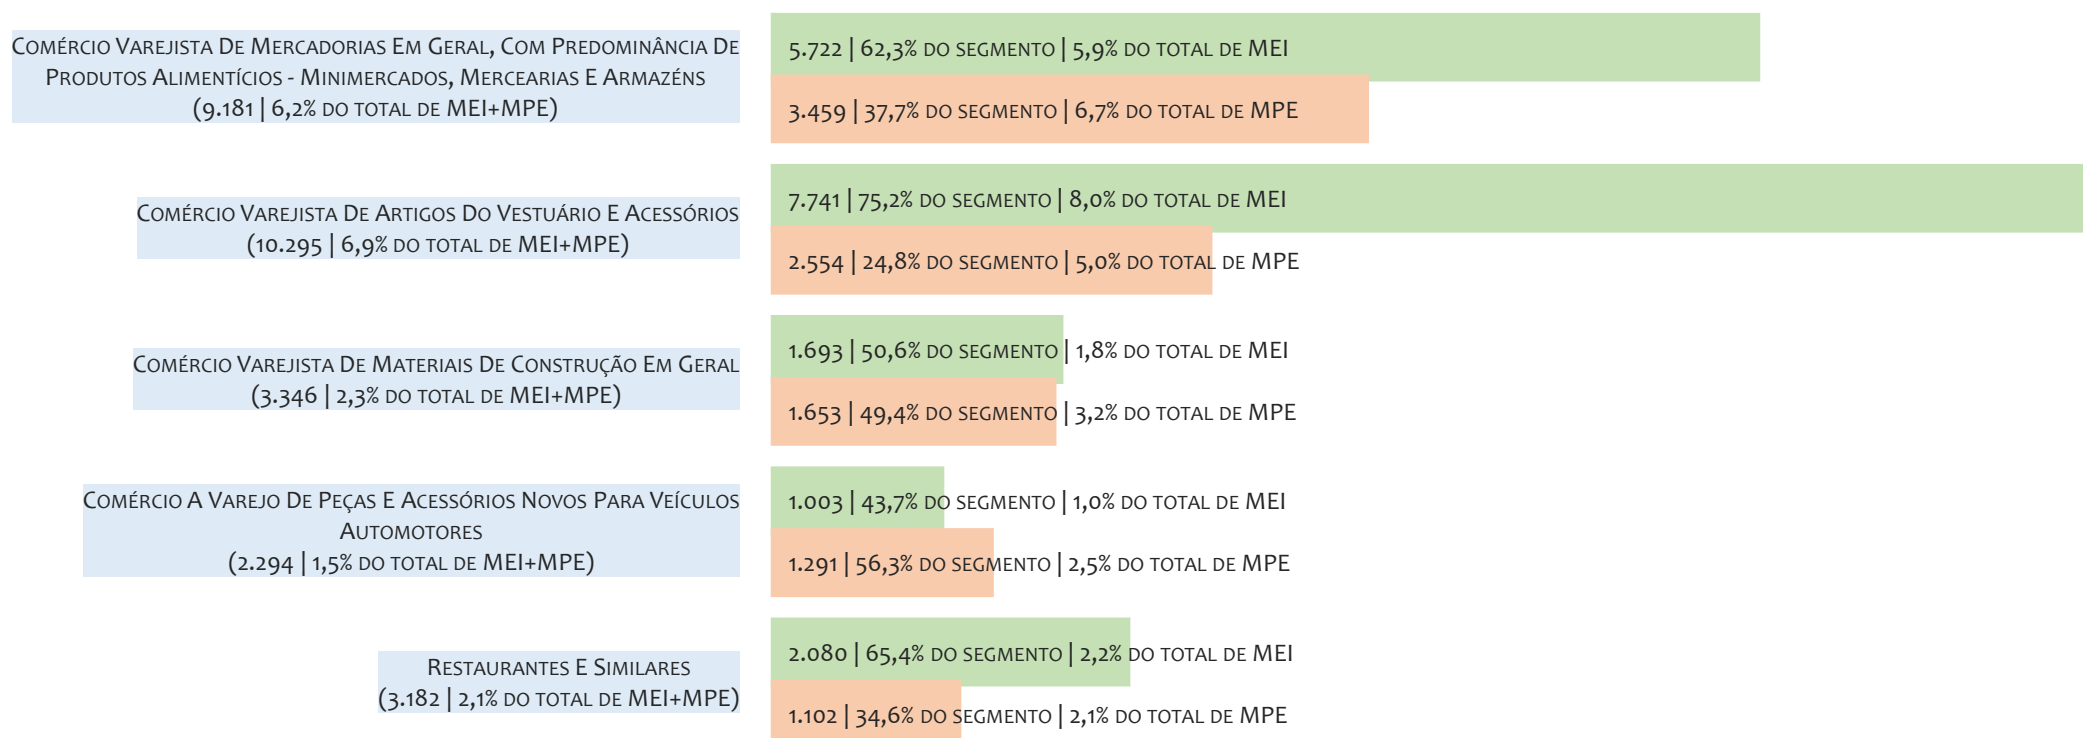 Comércio Varejista De Mercadorias Em Geral, Com Predominância De
Produtos Alimentícios - Minimercados, Mercearias E Armazéns
(9.181 | 6,2% do total de MEI+MPE)
5.722 | 62,3% do segmento | 5,9% do total de MEI
3.459 | 37,7% do segmento | 6,7% do total de MPE
Comércio Varejista De Artigos Do Vestuário E Acessórios
(10.295 | 6,9% do total de MEI+MPE)
7.741 | 75,2% do segmento | 8,0% do total de MEI
2.554 | 24,8% do segmento | 5,0% do total de MPE
Comércio Varejista De Materiais De Construção Em Geral
(3.346 | 2,3% do total de MEI+MPE)
1.693 | 50,6% do segmento | 1,8% do total de MEI
1.653 | 49,4% do segmento | 3,2% do total de MPE
Comércio A Varejo De Peças E Acessórios Novos Para Veículos
Automotores
(2.294 | 1,5% do total de MEI+MPE)
1.003 | 43,7% do segmento | 1,0% do total de MEI
1.291 | 56,3% do segmento | 2,5% do total de MPE
Restaurantes E Similares
(3.182 | 2,1% do total de MEI+MPE)
2.080 | 65,4% do segmento | 2,2% do total de MEI
1.102 | 34,6% do segmento | 2,1% do total de MPE